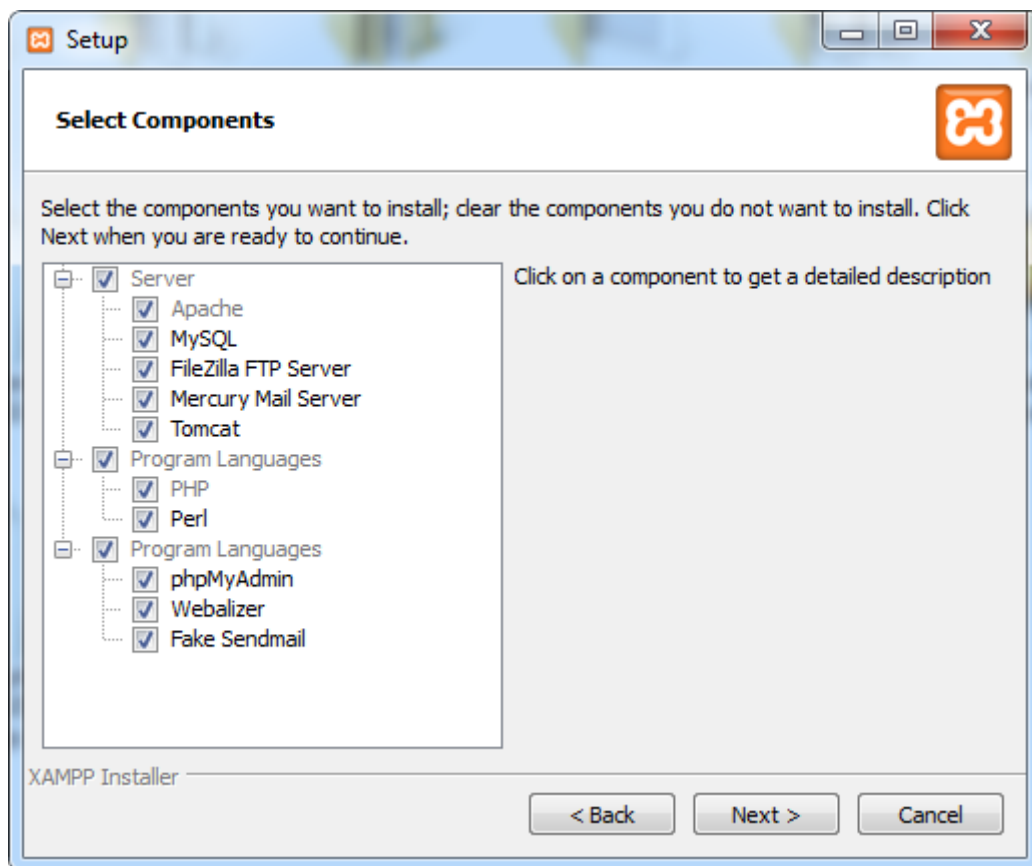 Setup
Select Components
Select the components you want to install; clear the components you do not want to install. Click
Next when you are ready to continue.
Server
Apache
MySQL
FileZilla FTP Server
Mercury Mail Server
Tomcat
Program Languages
PHP
Perl
Program Languages
phpMyAdmin
Webalizer
Fake Sendmail
Click on a component to get a detailed description
XAMPP Installer
< Back
Next >
Cancel